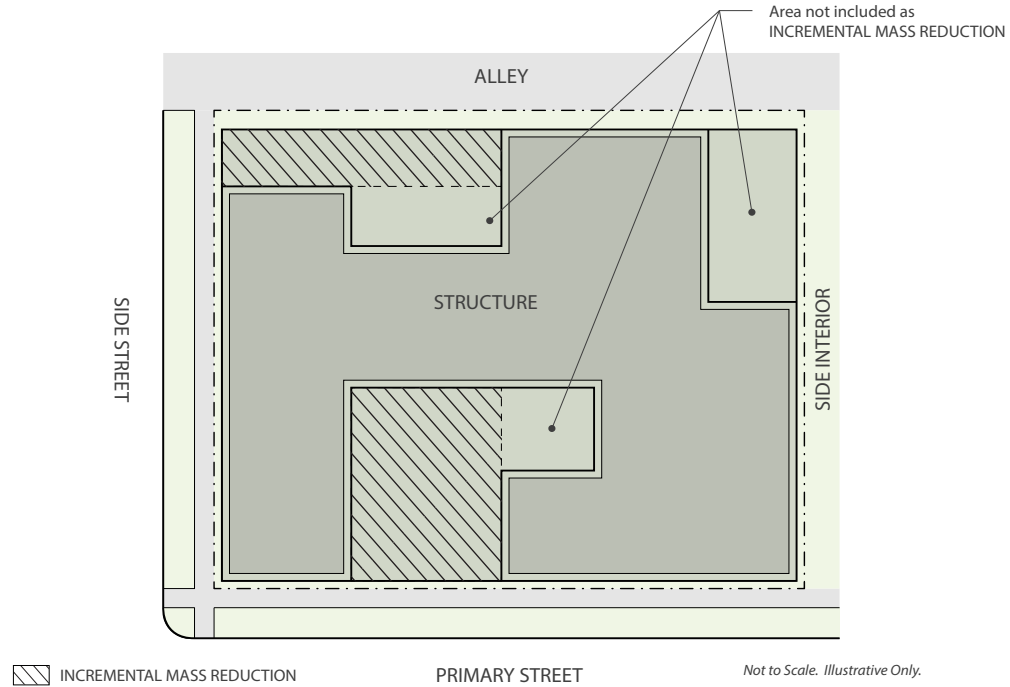 Area not included as
INCREMENTAL MASS REDUCTION
ALLEY
STRUCTURE
SIDE STREET
SIDE INTERIOR
INCREMENTAL MASS REDUCTION
PRIMARY STREET
Not to Scale. Illustrative Only.